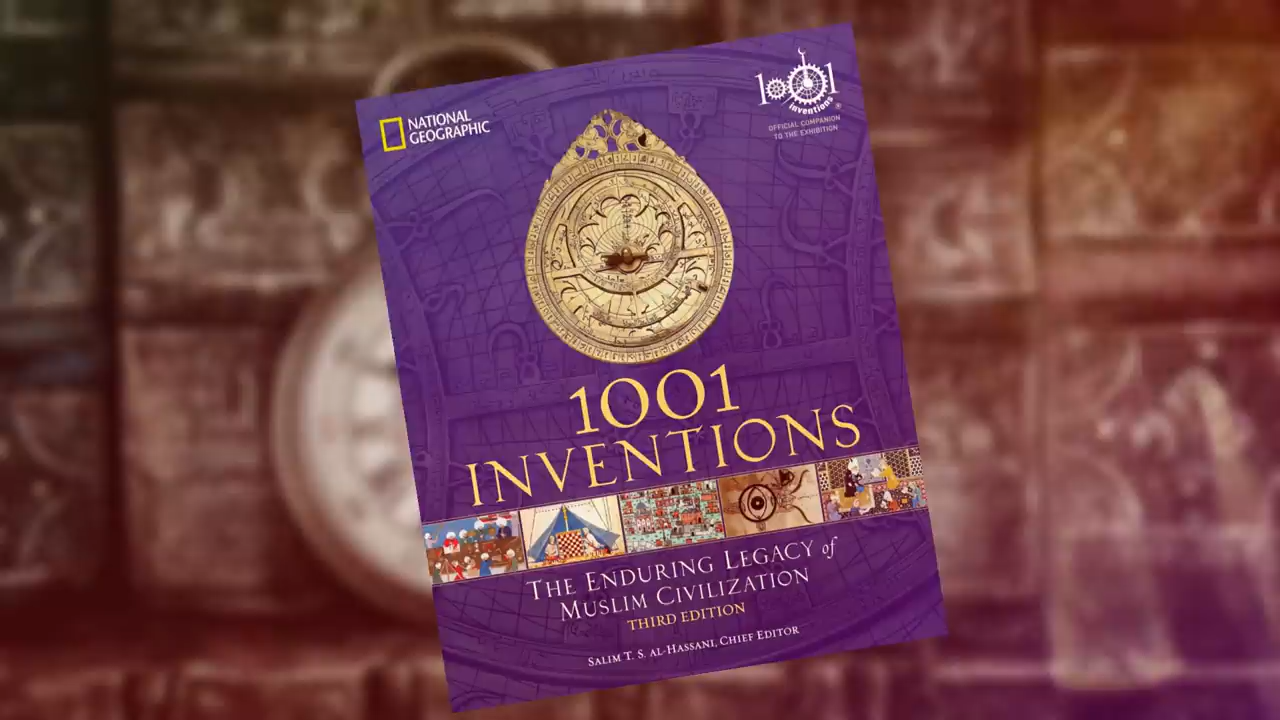 NATIONAL
GEOGRAPHIC
1001
inventions
OFFICIAL COMPANION
TO THE EXHIBITION
1001
INVENTIONS
THE ENDURING LEGACY of
MUSLIM CIVILIZATION
THIRD EDITION
SALIM T. S. AL-HASSANI, CHIEF EDITOR